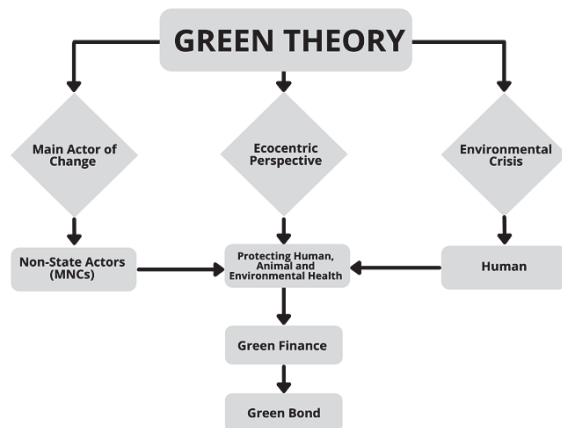 GREEN THEORY
Main Actor of
Change
Ecocentric
Perspective
Environmental
Crisis
Non-State Actors
(MNCs)
Protecting Human,
Animal and
Environmental Health
Human
Green Finance
Green Bond